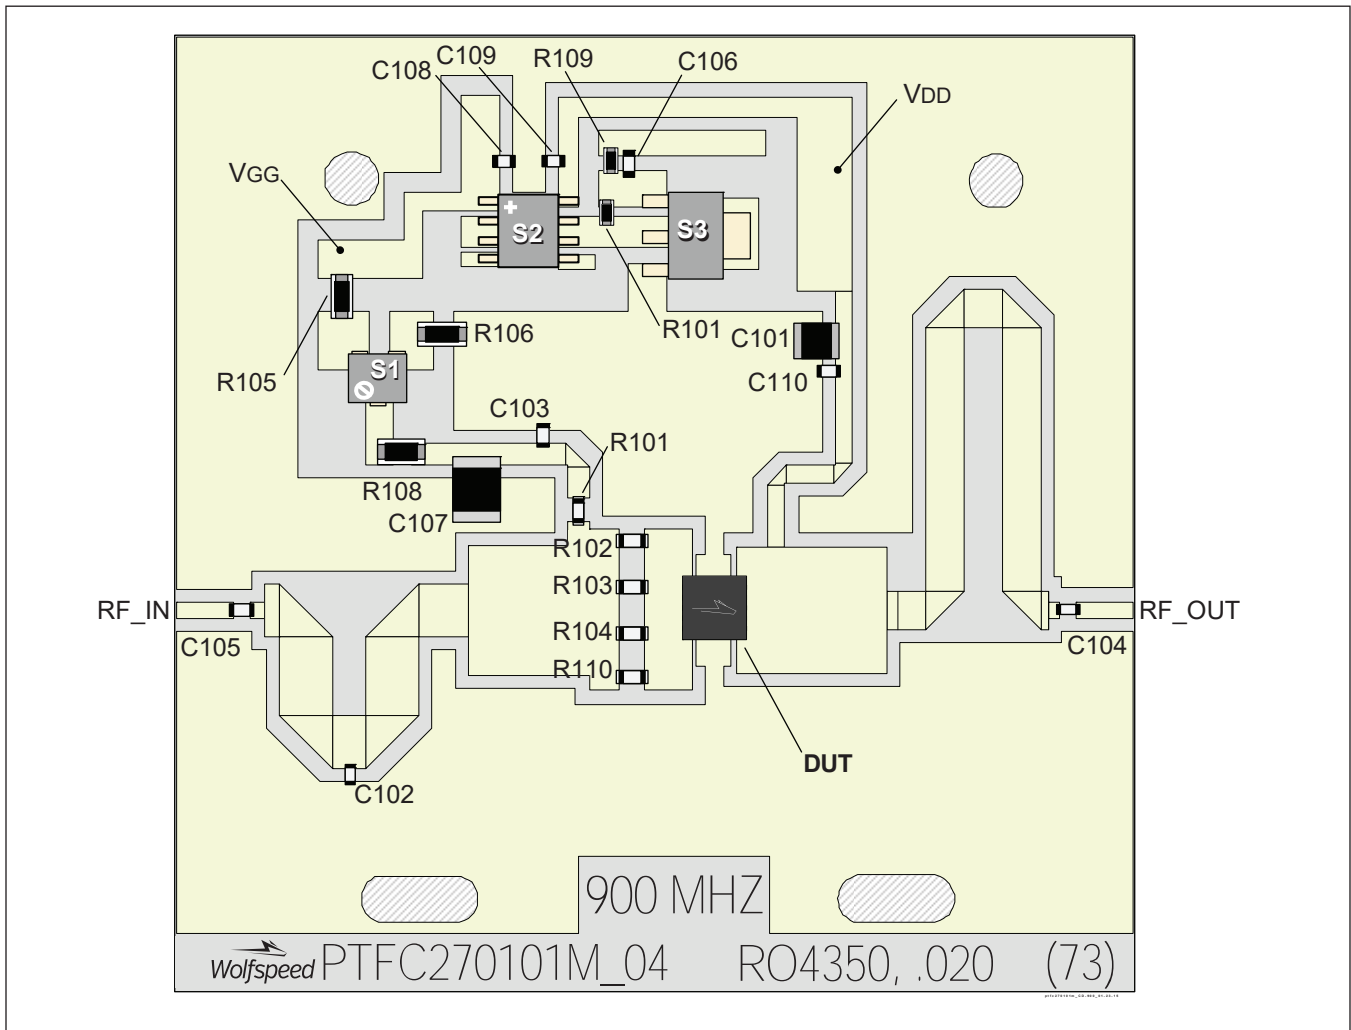 C108
C109
R109
C106
VDD
VGG
S2
S3
R101
C101
R106
S1
R105
C110
C103
R101
R108
C107
R102
R103
RF_IN
RF_OUT
R104
C105
C104
R110
DUT
C102
900 MHZ
Wolfspeed PTFC270101M_04 RO4350, .020 (73)